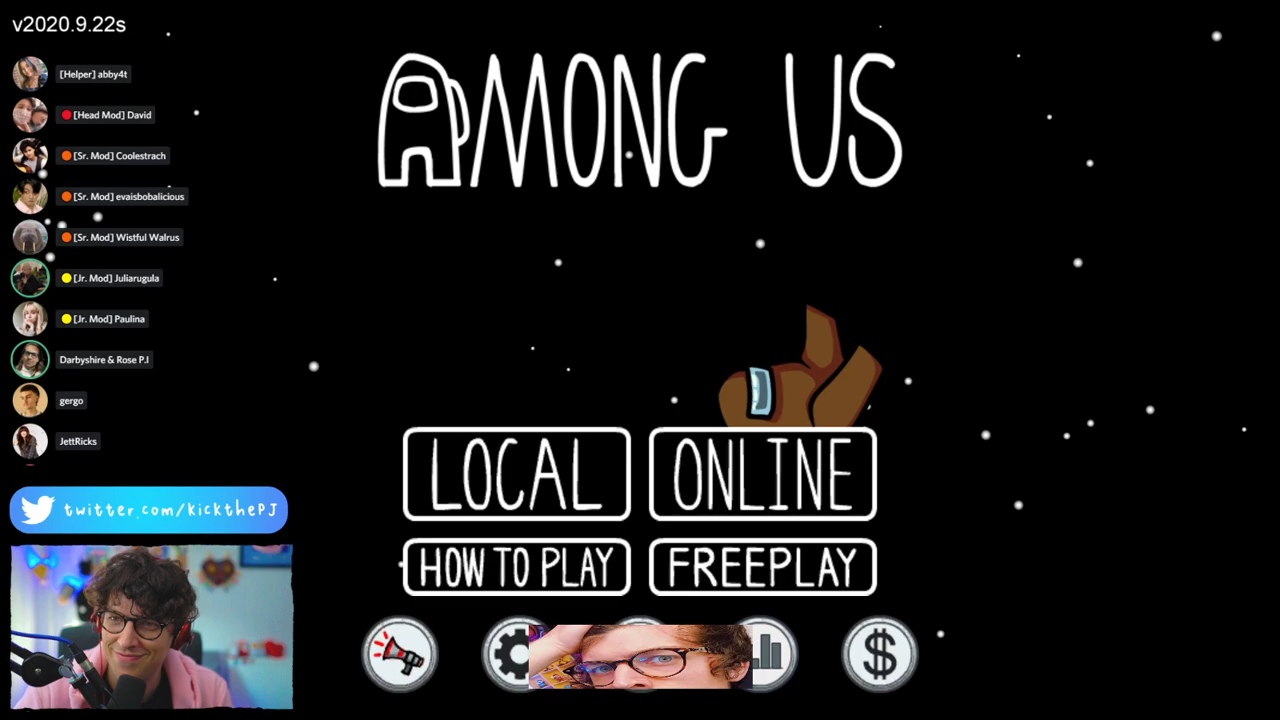 v2020.9.22s
[Helper] abby4t
[Head Mod] David
[Sr. Mod] Coolestrach
[Sr. Mod] evaisbobalicious
[Sr. Mod] Wistful Walrus
[Jr. Mod] Juliarugula
[Jr. Mod] Paulina
Darbyshire & Rose P.I
gergo
JettRicks
twitter.com/kickthePJ
AMONG US
LOCAL
ONLINE
HOW TO PLAY
FREEPLAY
$